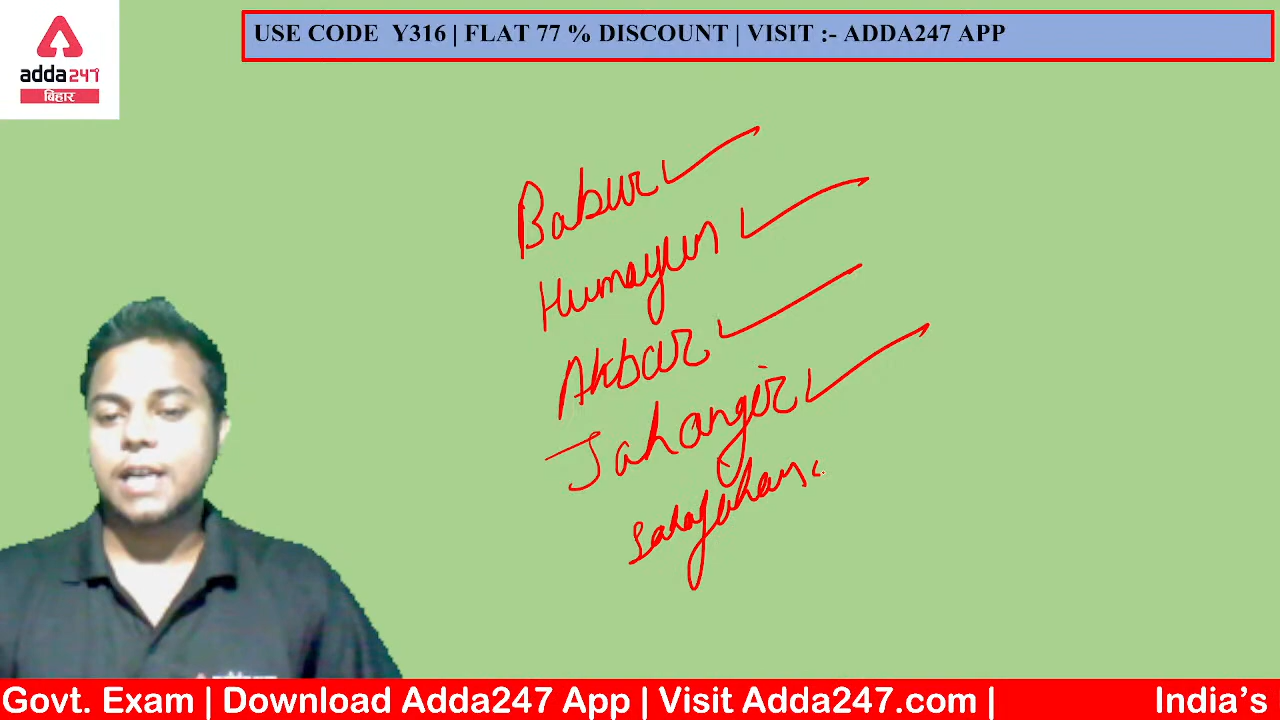 USE CODE Y316 | FLAT 77 % DISCOUNT | VISIT :- ADDA247 APP
adda247
बिहार
Babur
Humayun
Akbar
Jahangir
Sahajahan
Govt. Exam | Download Adda247 App | Visit Adda247.com | India's